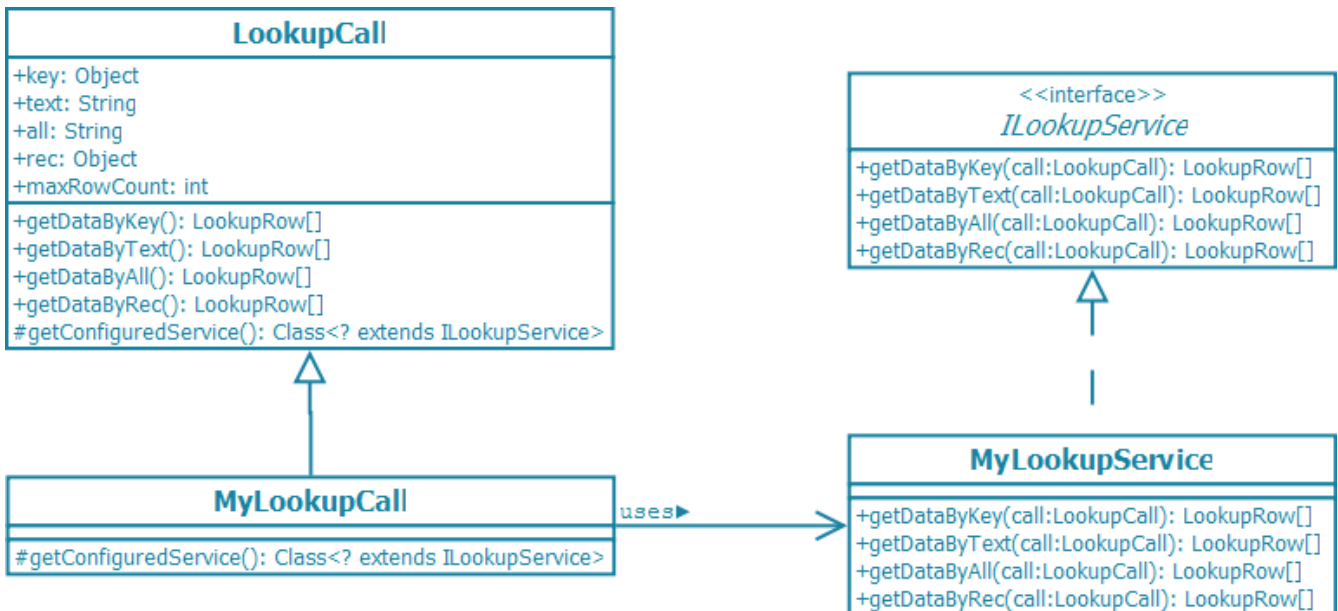 LookupCall
+key: Object
+text: String
+all: String
+rec: Object
+maxRowCount: int
+getDataByKey(): LookupRow[]
+getDataByText(): LookupRow[]
+getDataByAll(): LookupRow[]
+getDataByRec(): LookupRow[]
#getConfiguredService(): Class<? extends ILookupService>
<<interface>>
ILookupService
+getDataByKey(call:LookupCall): LookupRow[]
+getDataByText(call:LookupCall): LookupRow[]
+getDataByAll(call:LookupCall): LookupRow[]
+getDataByRec(call:LookupCall): LookupRow[]
MyLookupCall
#getConfiguredService(): Class<? extends ILookupService>
uses▶
MyLookupService
+getDataByKey(call:LookupCall): LookupRow[]
+getDataByText(call:LookupCall): LookupRow[]
+getDataByAll(call:LookupCall): LookupRow[]
+getDataByRec(call:LookupCall): LookupRow[]